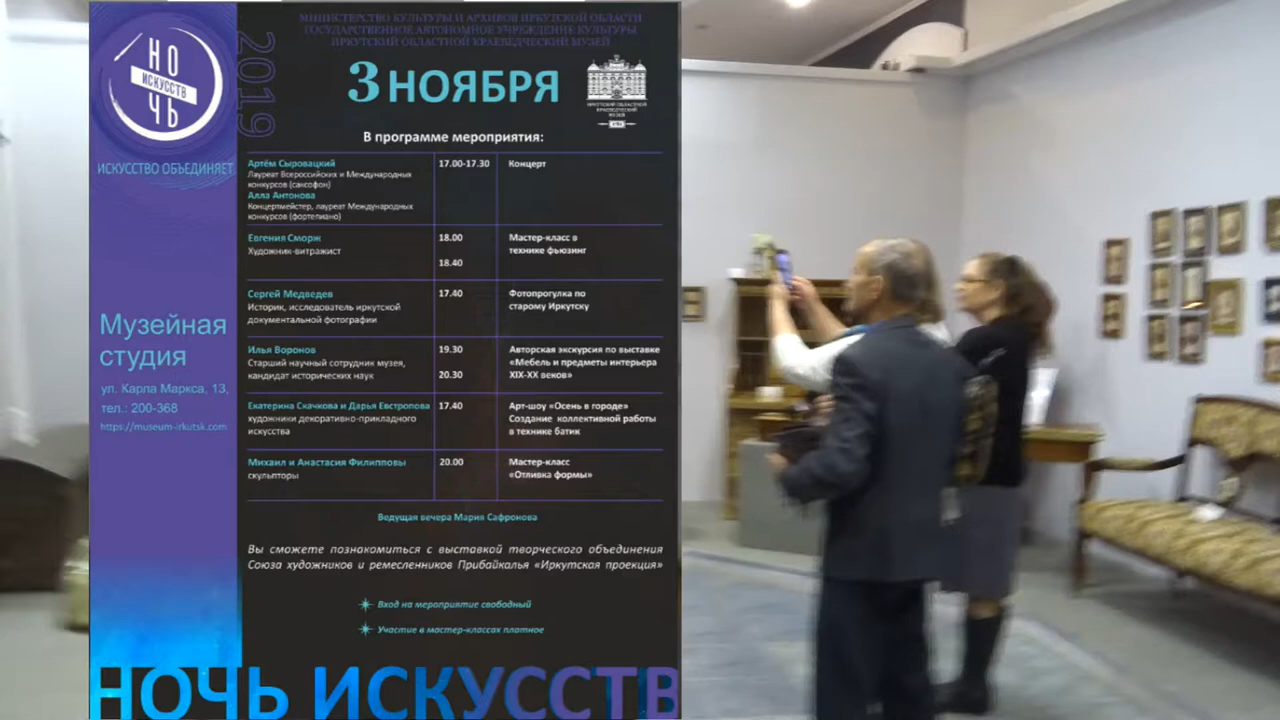 НО
ИСКУССТВ
ЧЬ
ИСКУССТВО ОБЪЕДИНЯЕТ
2019
Музейная
студия
ул. Карла Маркса, 13,
тел.: 200-368
https://museum-irkutsk.com
МИНИСТЕРСТВО КУЛЬТУРЫ И АРХИВОВ ИРКУТСКОЙ ОБЛАСТИ
ГОСУДАРСТВЕННОЕ АВТОНОМНОЕ УЧРЕЖДЕНИЕ КУЛЬТУРЫ
ИРКУТСКИЙ ОБЛАСТНОЙ КРАЕВЕДЧЕСКИЙ МУЗЕЙ
3 НОЯБРЯ
ИРКУТСКИЙ ОБЛАСТНОЙ
КРАЕВЕДЧЕСКИЙ
МУЗЕЙ
В программе мероприятия:
Артём Сыровацкий 17.00-17.30 Концерт
Лауреат Всероссийских и Международных
конкурсов (саксофон)
Алла Антонова
Концертмейстер, лауреат Международных
конкурсов (фортепиано)
Евгения Сморж 18.00 Мастер-класс в
Художник-витражист технике фьюзинг
18.40
Сергей Медведев 17.40 Фотопрогулка по
Историк, исследователь иркутской старому Иркутску
документальной фотографии
Илья Воронов 19.30 Авторская экскурсия по выставке
Старший научный сотрудник музея, «Мебель и предметы интерьера
кандидат исторических наук 20.30 XIX-XX веков»
Екатерина Скачкова и Дарья Евстропова 17.40 Арт-шоу «Осень в городе»
художники декоративно-прикладного Создание коллективной работы
искусства в технике батик
Михаил и Анастасия Филипповы 20.00 Мастер-класс
скульпторы «Отливка формы»
Ведущая вечера Мария Сафронова
Вы сможете познакомиться с выставкой творческого объединения
Союза художников и ремесленников Прибайкалья «Иркутская проекция»
Вход на мероприятие свободный
Участие в мастер-классах платное
НОЧЬ ИСКУССТВ